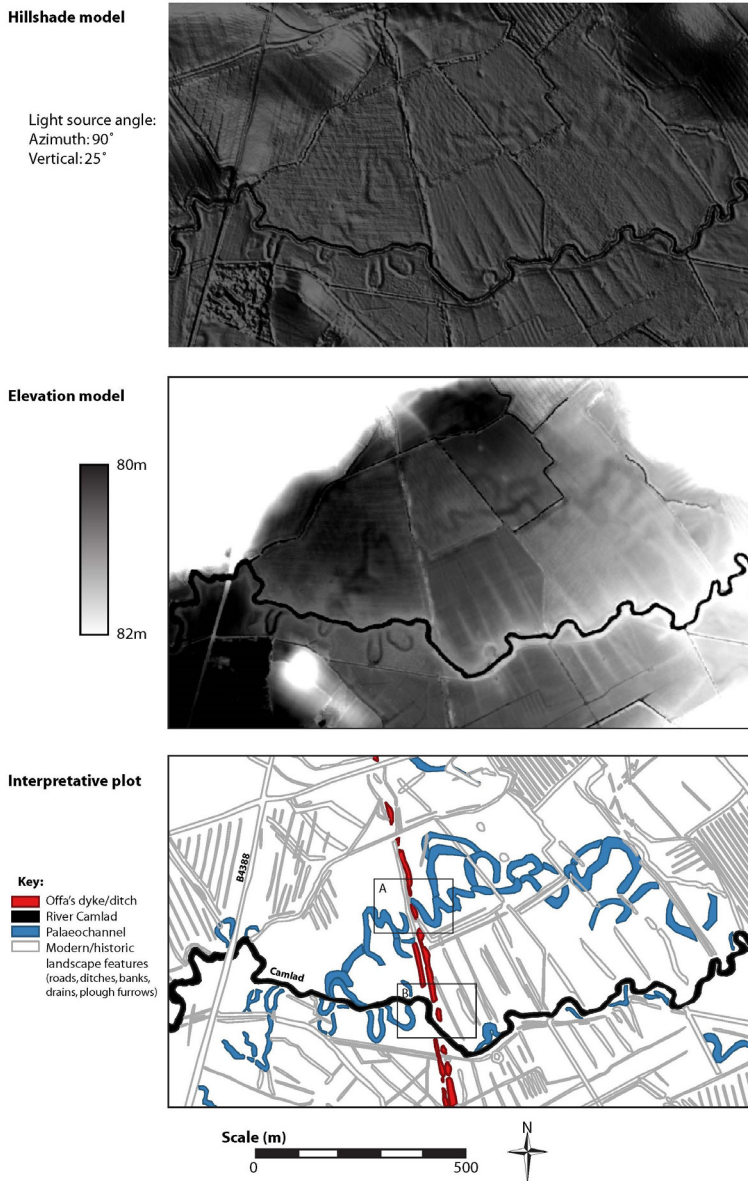 Hillshade model
Light source angle:
Azimuth: 90˚
Vertical: 25˚
Elevation model
80m
82m
Interpretative plot
B4388
A
Camlad
B
Key:
Offa's dyke/ditch
River Camlad
Palaeochannel
Modern/historic
landscape features
(roads, ditches, banks,
drains, plough furrows)
Scale (m)
0
500
N